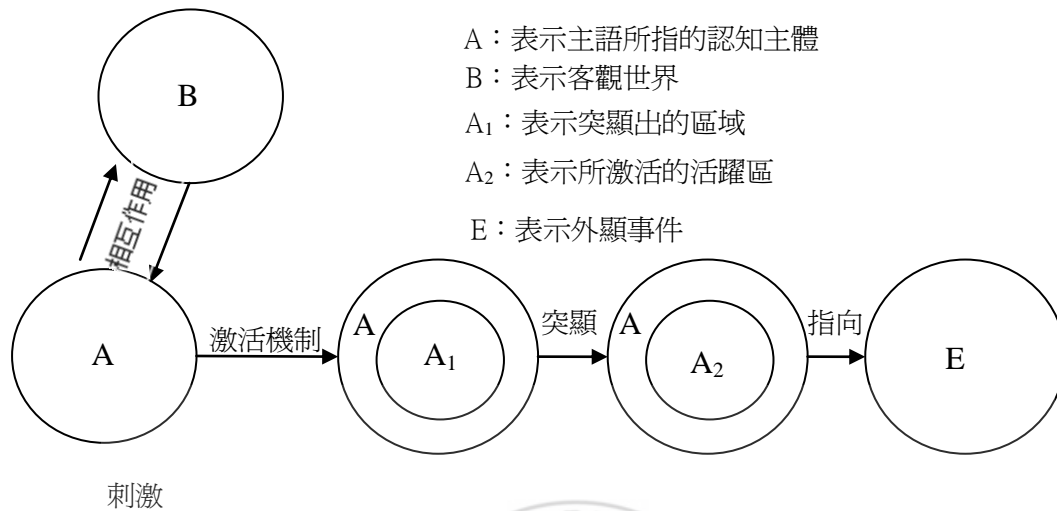 A：表示主語所指的認知主體
B：表示客觀世界
A₁：表示突顯出的區域
A₂：表示所激活的活躍區
E：表示外顯事件
B
相互作用
A
激活機制
A
A₁
突顯
A
A₂
指向
E
刺激